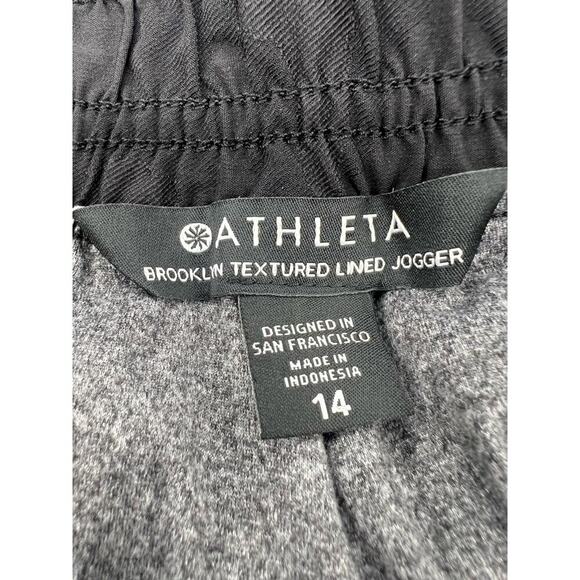 ATHLETA
BROOKLYN TEXTURED LINED JOGGER
DESIGNED IN
SAN FRANCISCO
MADE IN
INDONESIA
14